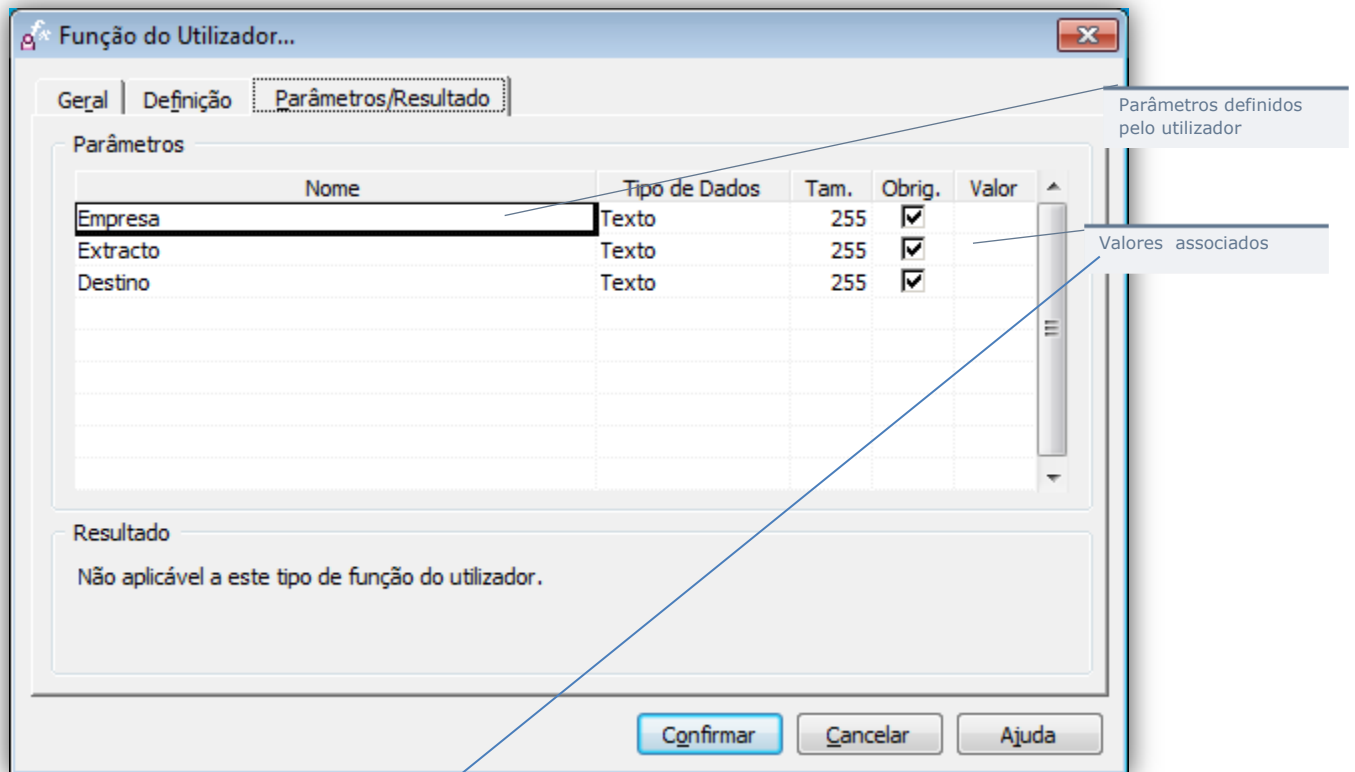 Função do Utilizador...
Geral Definição Parâmetros/Resultado
Parâmetros definidos
pelo utilizador
Parâmetros
Nome Tipo de Dados Tam. Obrig. Valor
Empresa Texto 255
Extracto Texto 255
Valores associados
Destino Texto 255
Resultado
Não aplicável a este tipo de função do utilizador.
Confirmar Cancelar Ajuda